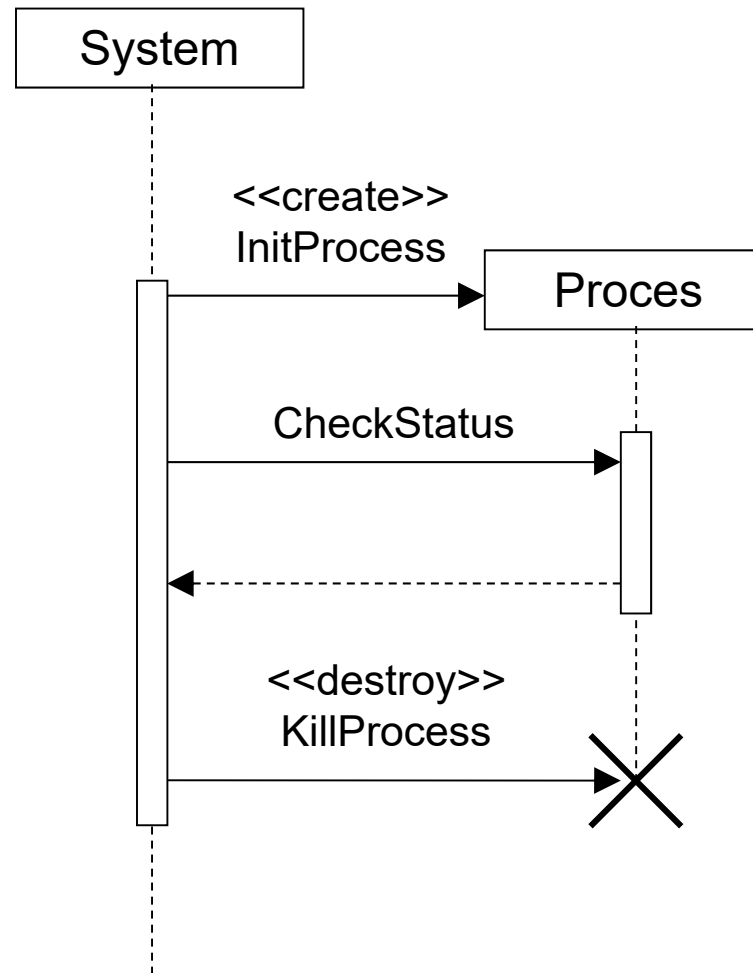 System
<<create>>
InitProcess
Proces
CheckStatus
<<destroy>>
KillProcess